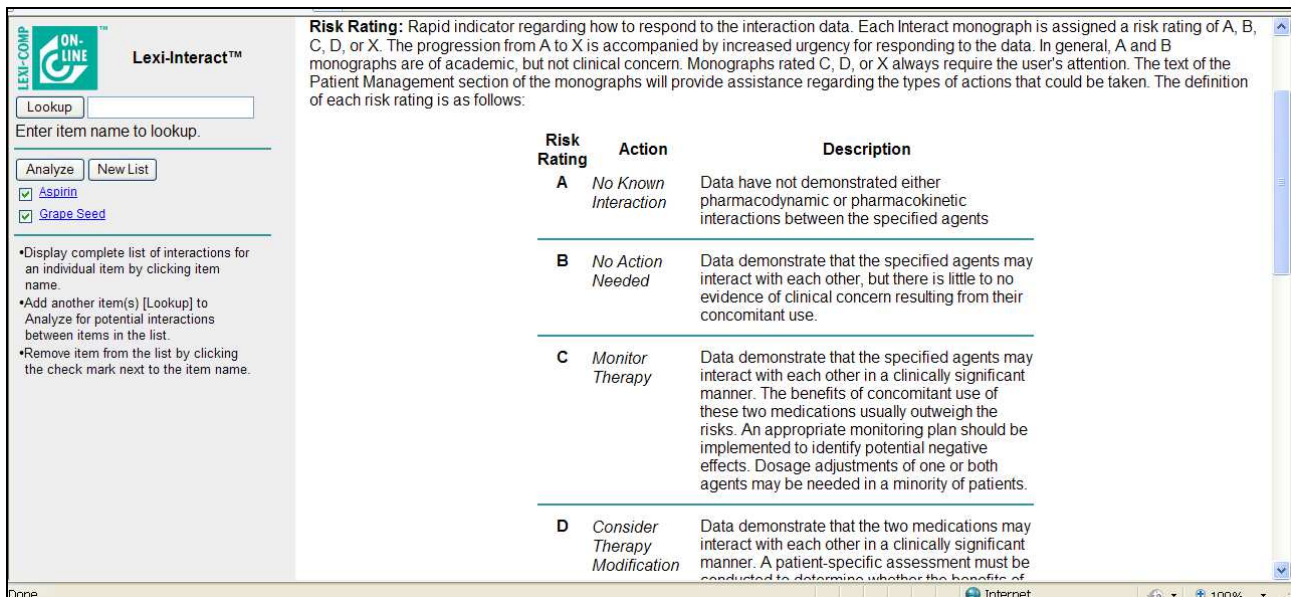 LEXI-COMP
ON-LINE
™
Lexi-Interact™
Lookup
Enter item name to lookup.
Analyze New List
Aspirin
Grape Seed
•Display complete list of interactions for
an individual item by clicking item
name.
•Add another item(s) [Lookup] to
Analyze for potential interactions
between items in the list.
•Remove item from the list by clicking
the check mark next to the item name.
Risk Rating: Rapid indicator regarding how to respond to the interaction data. Each Interact monograph is assigned a risk rating of A, B,
C, D, or X. The progression from A to X is accompanied by increased urgency for responding to the data. In general, A and B
monographs are of academic, but not clinical concern. Monographs rated C, D, or X always require the user's attention. The text of the
Patient Management section of the monographs will provide assistance regarding the types of actions that could be taken. The definition
of each risk rating is as follows:
Risk
Rating Action Description
A No Known Data have not demonstrated either
Interaction pharmacodynamic or pharmacokinetic
interactions between the specified agents
B No Action Data demonstrate that the specified agents may
Needed interact with each other, but there is little to no
evidence of clinical concern resulting from their
concomitant use.
C Monitor Data demonstrate that the specified agents may
Therapy interact with each other in a clinically significant
manner. The benefits of concomitant use of
these two medications usually outweigh the
risks. An appropriate monitoring plan should be
implemented to identify potential negative
effects. Dosage adjustments of one or both
agents may be needed in a minority of patients.
D Consider Data demonstrate that the two medications may
Therapy interact with each other in a clinically significant
Modification manner. A patient-specific assessment must be
conducted to determine whether the benefits of
Done Internet 100%